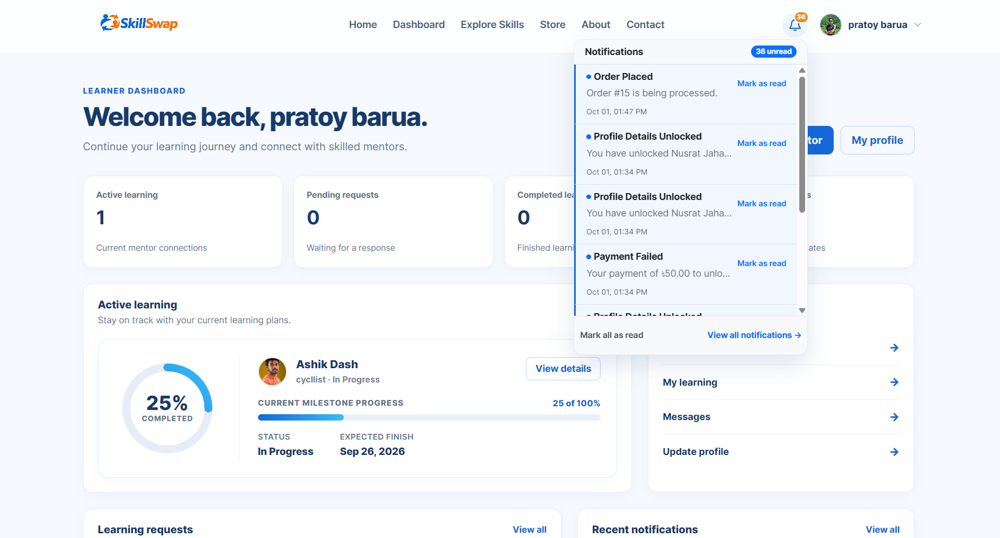 SkillSwap
Home
Dashboard
Explore Skills
Store
About
Contact
36
pratoy barua
Notifications
36 unread
Order Placed
Mark as read
Order #15 is being processed.
Oct 01, 01:47 PM
Profile Details Unlocked
Mark as read
You have unlocked Nusrat Jaha...
Oct 01, 01:34 PM
Profile Details Unlocked
Mark as read
You have unlocked Nusrat Jaha...
Oct 01, 01:34 PM
Payment Failed
Mark as read
Your payment of ৳50.00 to unlo...
Oct 01, 01:34 PM
Profile Details Unlocked
Mark all as read
View all notifications →
LEARNER DASHBOARD
Welcome back, pratoy barua.
Continue your learning journey and connect with skilled mentors.
tor
My profile
Active learning
1
Current mentor connections
Pending requests
0
Waiting for a response
Completed lea
0
Finished learni
s
ates
Active learning
Stay on track with your current learning plans.
25%
COMPLETED
Ashik Dash
cycllist · In Progress
View details
CURRENT MILESTONE PROGRESS
25 of 100%
STATUS
In Progress
EXPECTED FINISH
Sep 26, 2026
My learning
Messages
Update profile
Learning requests
View all
Recent notifications
View all